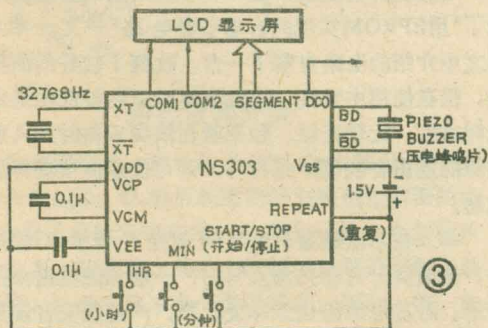 LCD 显示屏
32768Hz
XT
COM1 COM2 SEGMENT DCO
BD
PIEZO
BUZZER
(压电蜂鸣片)
XT
BD
VDD
NS303
Vss
VCP
0.1μ
1.5V
+
REPEAT
VCM
START/STOP
(开始/停止)
(重复)
VEE
MIN
0.1μ
HR
③
(小时)
(分钟)